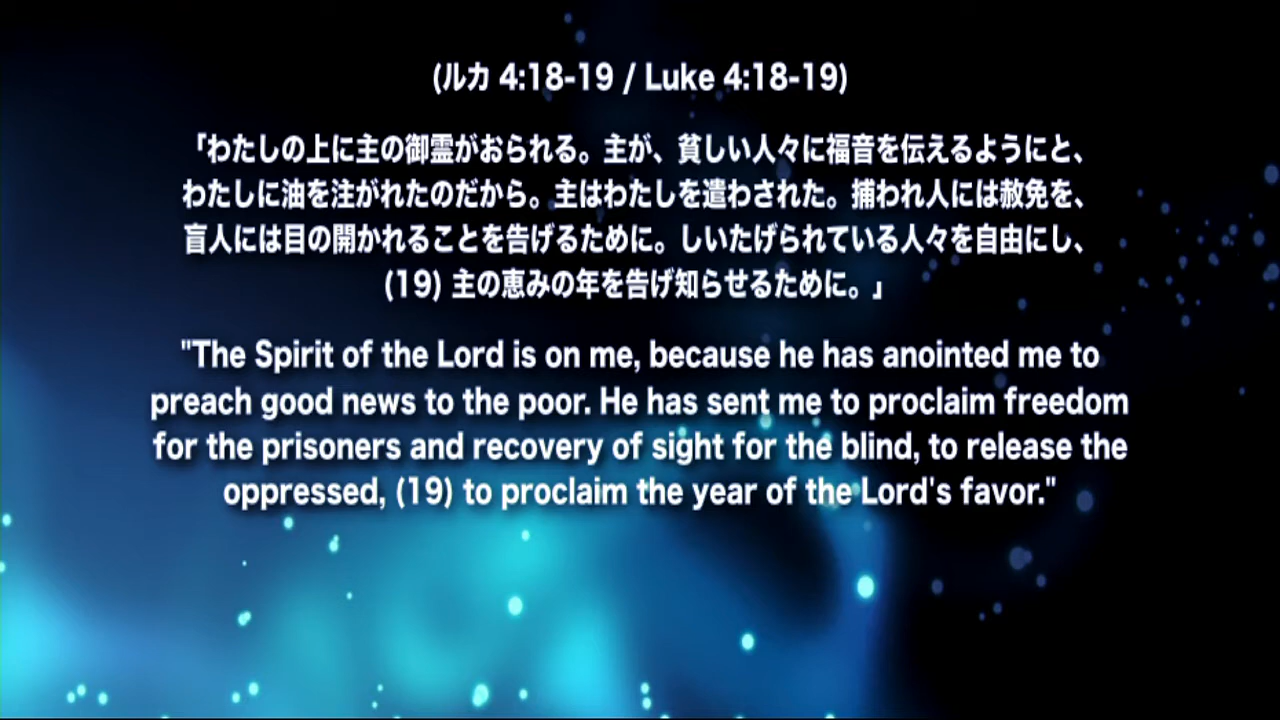 (ルカ 4:18-19 / Luke 4:18-19)
「わたしの上に主の御霊がおられる。主が、貧しい人々に福音を伝えるようにと、
わたしに油を注がれたのだから。主はわたしを遣わされた。捕われ人には赦免を、
盲人には目の開かれることを告げるために。しいたげられている人々を自由にし、
(19) 主の恵みの年を告げ知らせるために。」
"The Spirit of the Lord is on me, because he has anointed me to
preach good news to the poor. He has sent me to proclaim freedom
for the prisoners and recovery of sight for the blind, to release the
oppressed, (19) to proclaim the year of the Lord's favor."